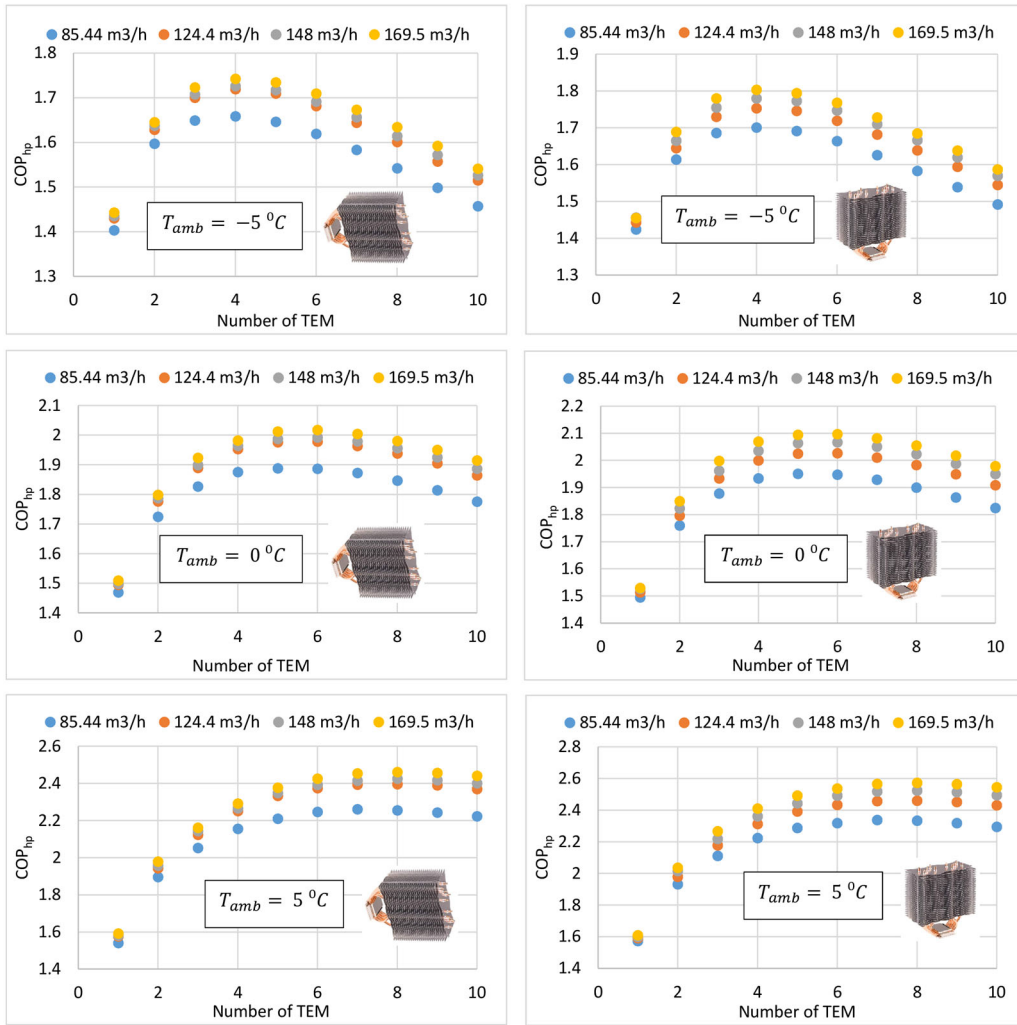 85.44 m3/h 124.4 m3/h 148 m3/h 169.5 m3/h
1.8
1.7
1.6
1.5
1.4
1.3
COPhp
T_amb = −5 ⁰C
0 2 4 6 8 10
Number of TEM
85.44 m3/h 124.4 m3/h 148 m3/h 169.5 m3/h
1.9
1.8
1.7
1.6
1.5
1.4
1.3
COPhp
T_amb = −5 ⁰C
0 2 4 6 8 10
Number of TEM
85.44 m3/h 124.4 m3/h 148 m3/h 169.5 m3/h
2.1
2
1.9
1.8
1.7
1.6
1.5
1.4
COPhp
T_amb = 0 ⁰C
0 2 4 6 8 10
Number of TEM
85.44 m3/h 124.4 m3/h 148 m3/h 169.5 m3/h
2.2
2.1
2
1.9
1.8
1.7
1.6
1.5
1.4
COPhp
T_amb = 0 ⁰C
0 2 4 6 8 10
Number of TEM
85.44 m3/h 124.4 m3/h 148 m3/h 169.5 m3/h
2.6
2.4
2.2
2
1.8
1.6
1.4
COPhp
T_amb = 5 ⁰C
0 2 4 6 8 10
Number of TEM
85.44 m3/h 124.4 m3/h 148 m3/h 169.5 m3/h
2.8
2.6
2.4
2.2
2
1.8
1.6
1.4
COPhp
T_amb = 5 ⁰C
0 2 4 6 8 10
Number of TEM